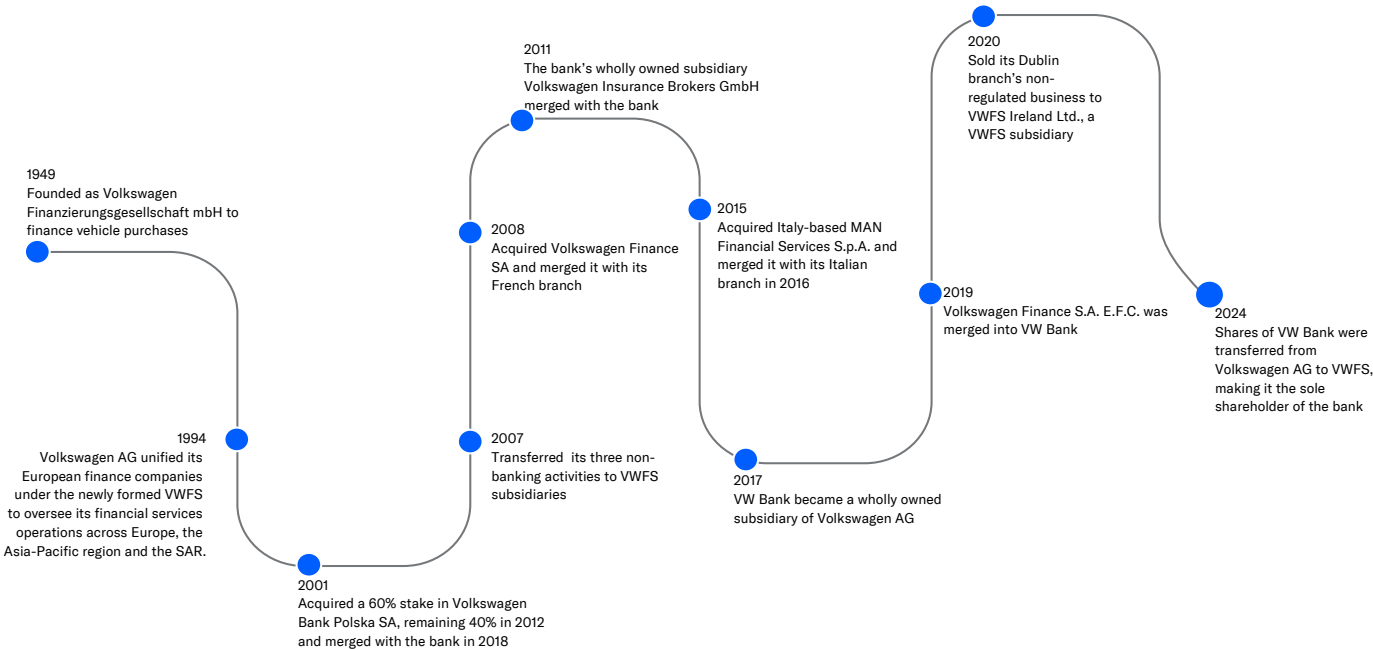 1949
Founded as Volkswagen
Finanzierungsgesellschaft mbH to
finance vehicle purchases
1994
Volkswagen AG unified its
European finance companies
under the newly formed VWFS
to oversee its financial services
operations across Europe, the
Asia-Pacific region and the SAR.
2001
Acquired a 60% stake in Volkswagen
Bank Polska SA, remaining 40% in 2012
and merged with the bank in 2018
2007
Transferred  its three non-
banking activities to VWFS
subsidiaries
2008
Acquired Volkswagen Finance
SA and merged it with its
French branch
2011
The bank's wholly owned subsidiary
Volkswagen Insurance Brokers GmbH
merged with the bank
2015
Acquired Italy-based MAN
Financial Services S.p.A. and
merged it with its Italian
branch in 2016
2017
VW Bank became a wholly owned
subsidiary of Volkswagen AG
2019
Volkswagen Finance S.A. E.F.C. was
merged into VW Bank
2020
Sold its Dublin
branch's non-
regulated business to
VWFS Ireland Ltd., a
VWFS subsidiary
2024
Shares of VW Bank were
transferred from
Volkswagen AG to VWFS,
making it the sole
shareholder of the bank